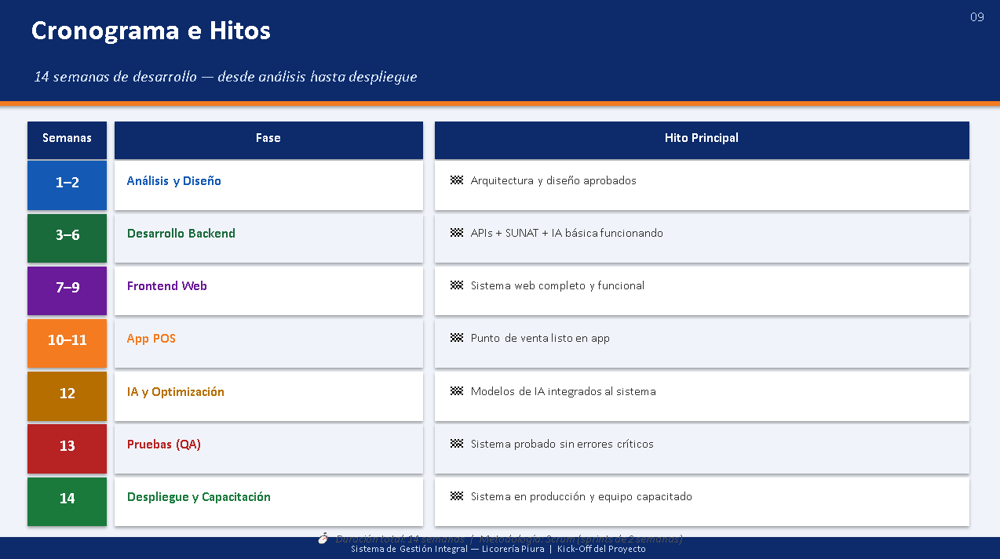 09
Cronograma e Hitos
14 semanas de desarrollo — desde análisis hasta despliegue
Semanas Fase Hito Principal
1–2 Análisis y Diseño Arquitectura y diseño aprobados
3–6 Desarrollo Backend APIs + SUNAT + IA básica funcionando
7–9 Frontend Web Sistema web completo y funcional
10–11 App POS Punto de venta listo en app
12 IA y Optimización Modelos de IA integrados al sistema
13 Pruebas (QA) Sistema probado sin errores críticos
14 Despliegue y Capacitación Sistema en producción y equipo capacitado
Duración total: 14 semanas | Metodología: Scrum (sprints de 2 semanas)
Sistema de Gestión Integral — Licorería Piura | Kick-Off del Proyecto